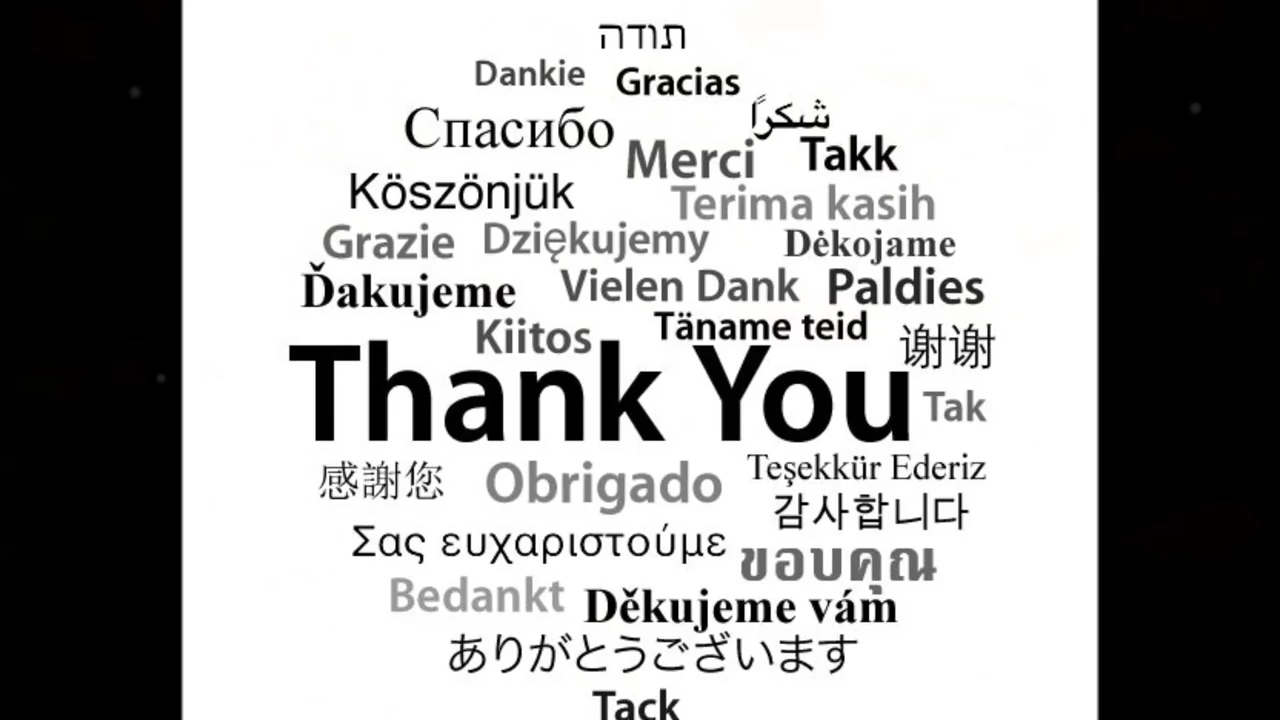 תודה
Dankie Gracias
Спасибо شكرًا
Merci Takk
Köszönjük Terima kasih
Grazie Dziękujemy Dėkojame
Ďakujeme Vielen Dank Paldies
Kiitos Täname teid 谢谢
Thank You Tak
感謝您 Obrigado Teşekkür Ederiz
감사합니다
Σας ευχαριστούμε ขอบคุณ
Bedankt Děkujeme vám
ありがとうございます
Tack